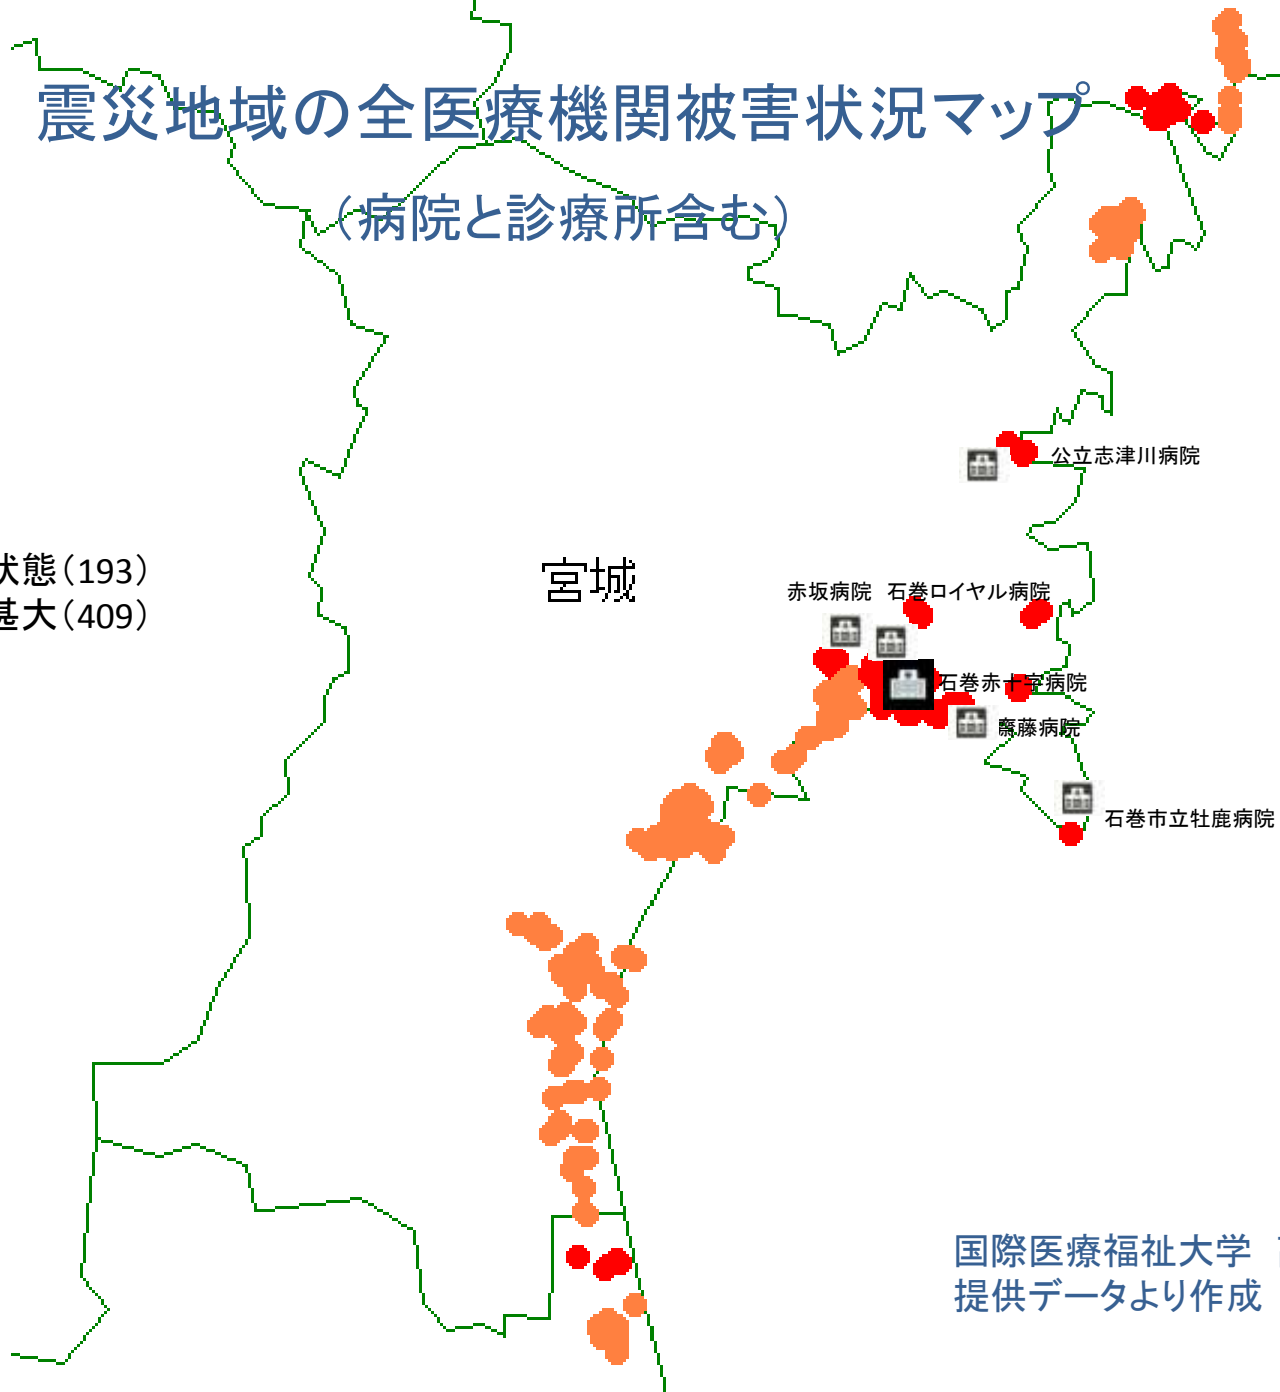 震災地域の全医療機関被害状況マップ
（病院と診療所含む）
公立志津川病院
状態（193）
甚大（409）
宮城
赤坂病院
石巻ロイヤル病院
石巻赤十字病院
齋藤病院
石巻市立牡鹿病院
国際医療福祉大学
提供データより作成